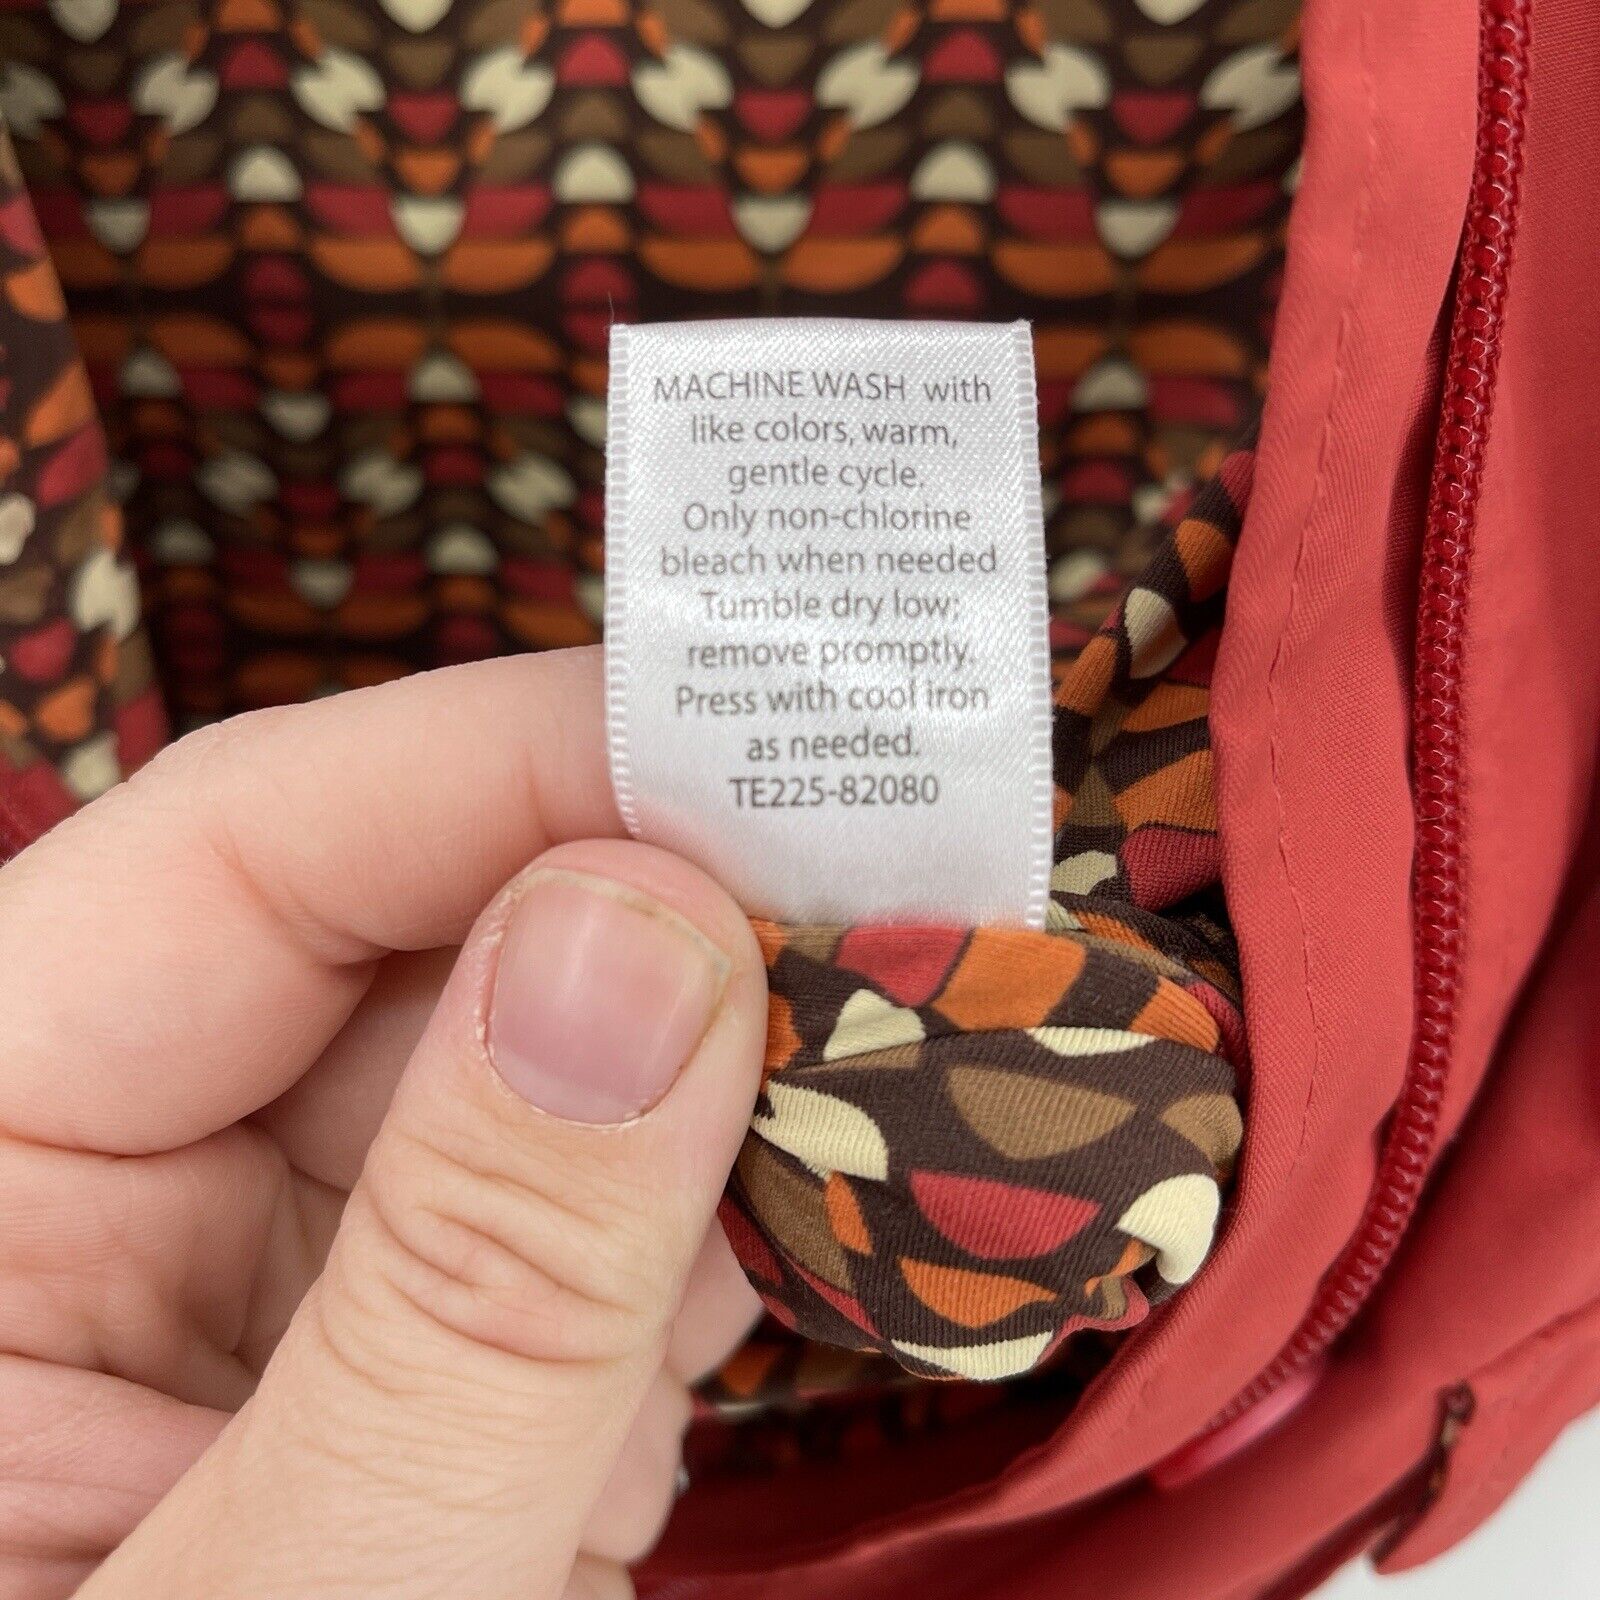 MACHINE WASH with
like colors, warm,
gentle cycle.
Only non-chlorine
bleach when needed
Tumble dry low;
remove promptly.
Press with cool iron
as needed.
TE225-82080